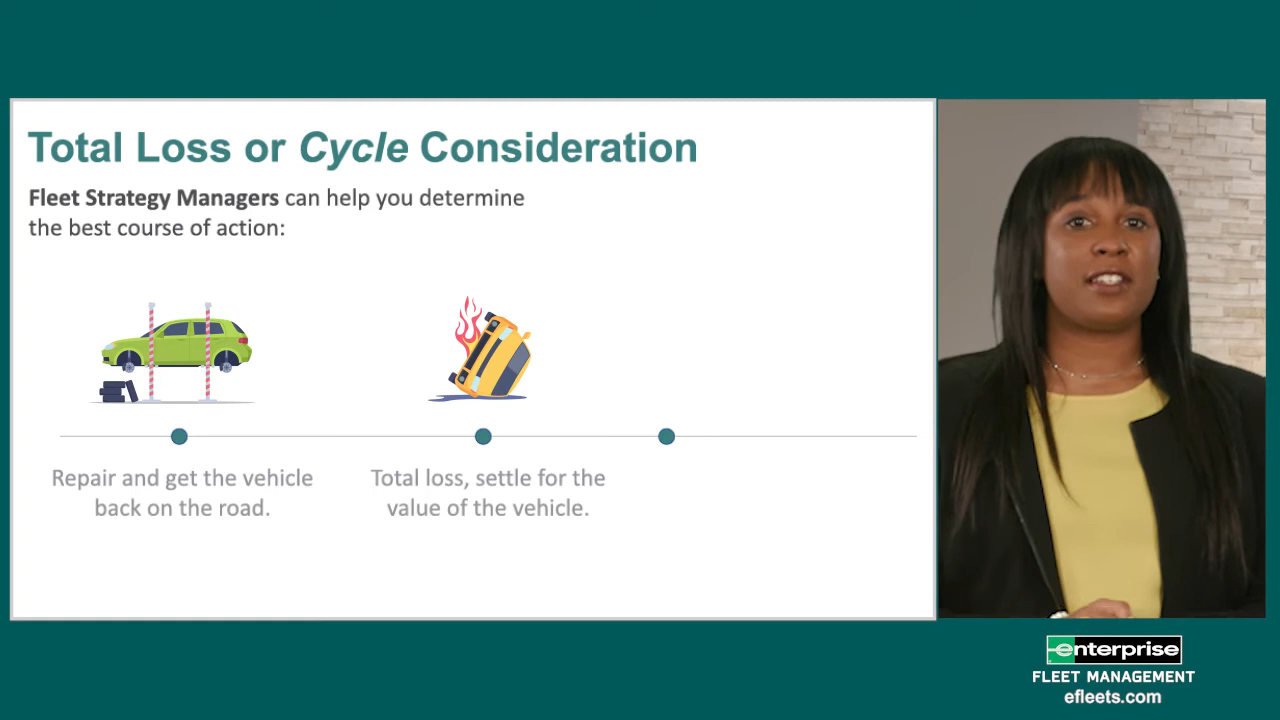 Total Loss or Cycle Consideration
Fleet Strategy Managers can help you determine
the best course of action:
Repair and get the vehicle
back on the road.
Total loss, settle for the
value of the vehicle.
enterprise
FLEET MANAGEMENT
efleets.com